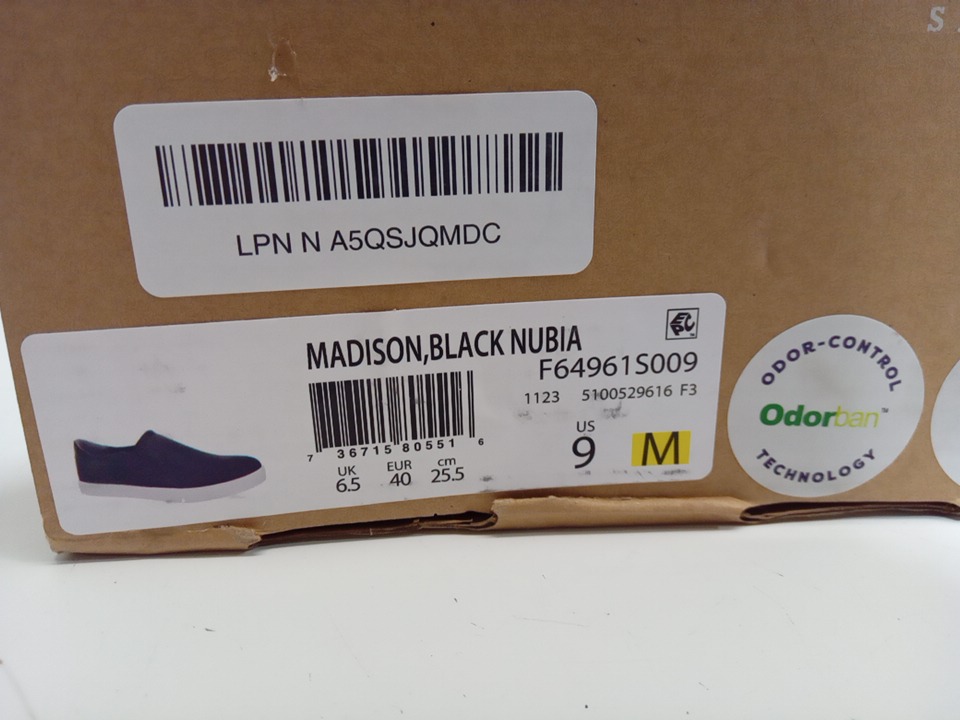 S
LPN N A5QSJQMDC
MADISON,BLACK NUBIA
F64961S009
1123 5100529616 F3
7 36715 80551 6
UK EUR cm
6.5 40 25.5
US
9 M
ODOR-CONTROL
Odorban™
TECHNOLOGY